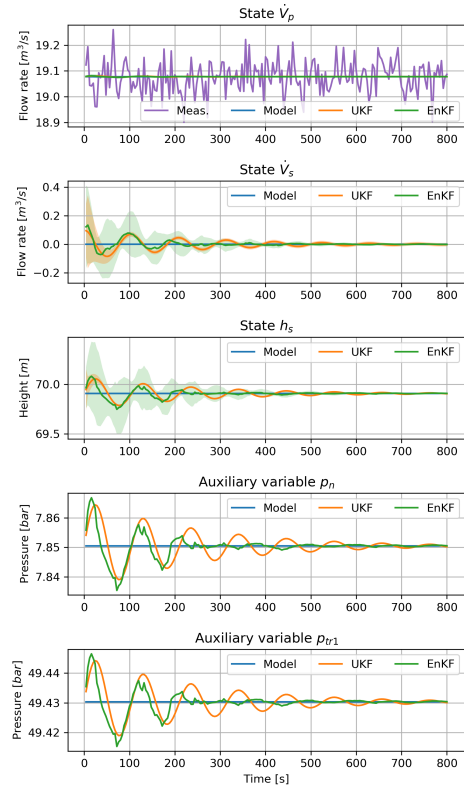 State V̇_p
Flow rate [m³/s]
19.2
19.1
19.0
18.9
Meas. Model UKF EnKF
0 100 200 300 400 500 600 700 800
State V̇_s
Flow rate [m³/s]
0.4
0.2
0.0
−0.2
Model UKF EnKF
0 100 200 300 400 500 600 700 800
State h_s
Height [m]
70.0
69.5
Model UKF EnKF
0 100 200 300 400 500 600 700 800
Auxiliary variable p_n
Pressure [bar]
7.86
7.85
7.84
Model UKF EnKF
0 100 200 300 400 500 600 700 800
Auxiliary variable p_tr1
Pressure [bar]
49.44
49.43
49.42
Model UKF EnKF
0 100 200 300 400 500 600 700 800
Time [s]